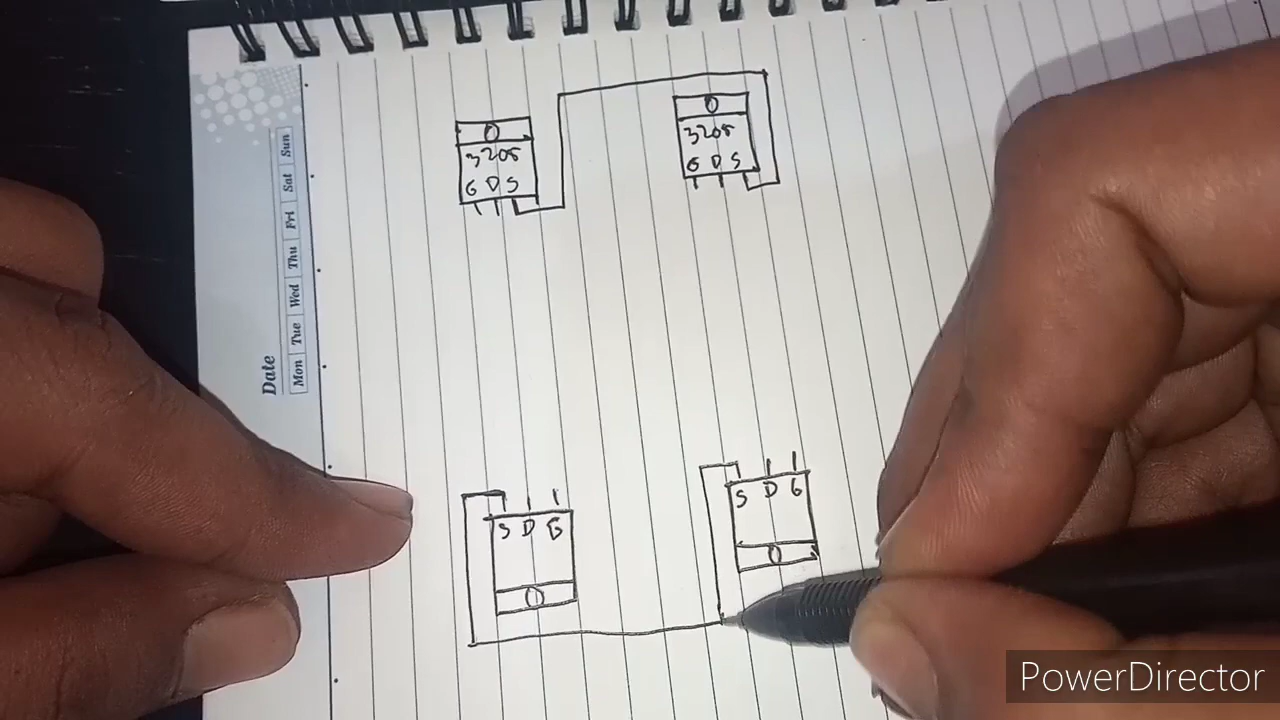 3205
G D S
3205
G D S
S D G
S D G
Date
Mon Tue Wed Thu Fri Sat Sun
PowerDirector